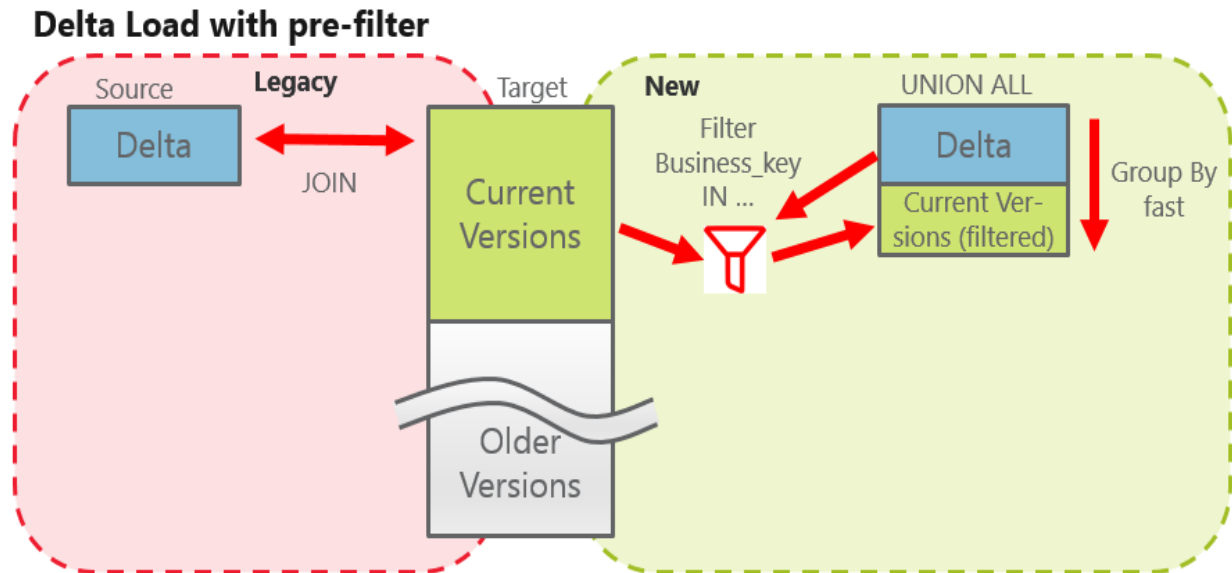 Delta Load with pre-filter
Source
Legacy
Delta
JOIN
Target
Current
Versions
Older
Versions
New
Filter
Business_key
IN ...
UNION ALL
Delta
Current Ver-
sions (filtered)
Group By
fast